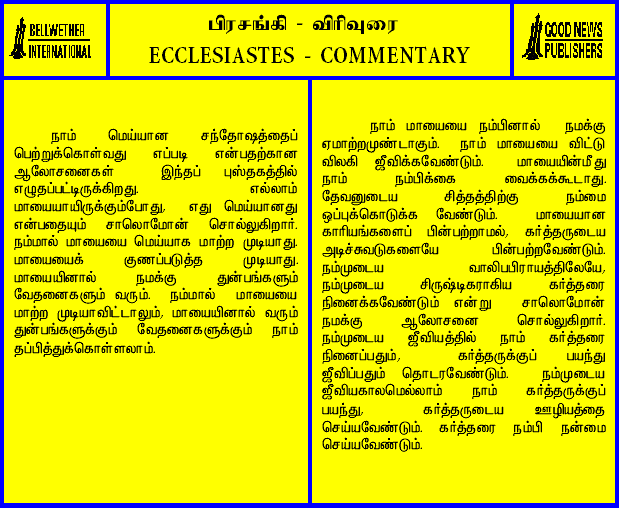 BELLWETHER
INTERNATIONAL
பிரசங்கி - விரிவுரை
ECCLESIASTES - COMMENTARY
GOOD NEWS
PUBLISHERS
நாம் மெய்யான சந்தோஷத்தைப்
பெற்றுக்கொள்வது எப்படி என்பதற்கான
ஆலோசனைகள் இந்தப் புஸ்தகத்தில்
எழுதப்பட்டிருக்கிறது. எல்லாம்
மாயையாயிருக்கும்போது, எது மெய்யானது
என்பதையும் சாலொமோன் சொல்லுகிறார்.
நம்மால் மாயையை மெய்யாக மாற்ற முடியாது.
மாயையைக் குணப்படுத்த முடியாது.
மாயையினால் நமக்கு துன்பங்களும்
வேதனைகளும் வரும். நம்மால் மாயையை
மாற்ற முடியாவிட்டாலும், மாயையினால் வரும்
துன்பங்களுக்கும் வேதனைகளுக்கும் நாம்
தப்பித்துக்கொள்ளலாம்.
நாம் மாயையை நம்பினால் நமக்கு
ஏமாற்றமுண்டாகும். நாம் மாயையை விட்டு
விலகி ஜீவிக்கவேண்டும். மாயையின்மீது
நாம் நம்பிக்கை வைக்கக்கூடாது.
தேவனுடைய சித்தத்திற்கு நம்மை
ஒப்புக்கொடுக்க வேண்டும். மாயையான
காரியங்களைப் பின்பற்றாமல், கர்த்தருடைய
அடிச்சுவடுகளையே பின்பற்றவேண்டும்.
நம்முடைய வாலிபபிராயத்திலேயே,
நம்முடைய சிருஷ்டிகராகிய கர்த்தரை
நினைக்கவேண்டும் என்று சாலொமோன்
நமக்கு ஆலோசனை சொல்லுகிறார்.
நம்முடைய ஜீவியத்தில் நாம் கர்த்தரை
நினைப்பதும், கர்த்தருக்குப் பயந்து
ஜீவிப்பதும் தொடரவேண்டும். நம்முடைய
ஜீவியகாலமெல்லாம் நாம் கர்த்தருக்குப்
பயந்து, கர்த்தருடைய ஊழியத்தை
செய்யவேண்டும். கர்த்தரை நம்பி நன்மை
செய்யவேண்டும்.